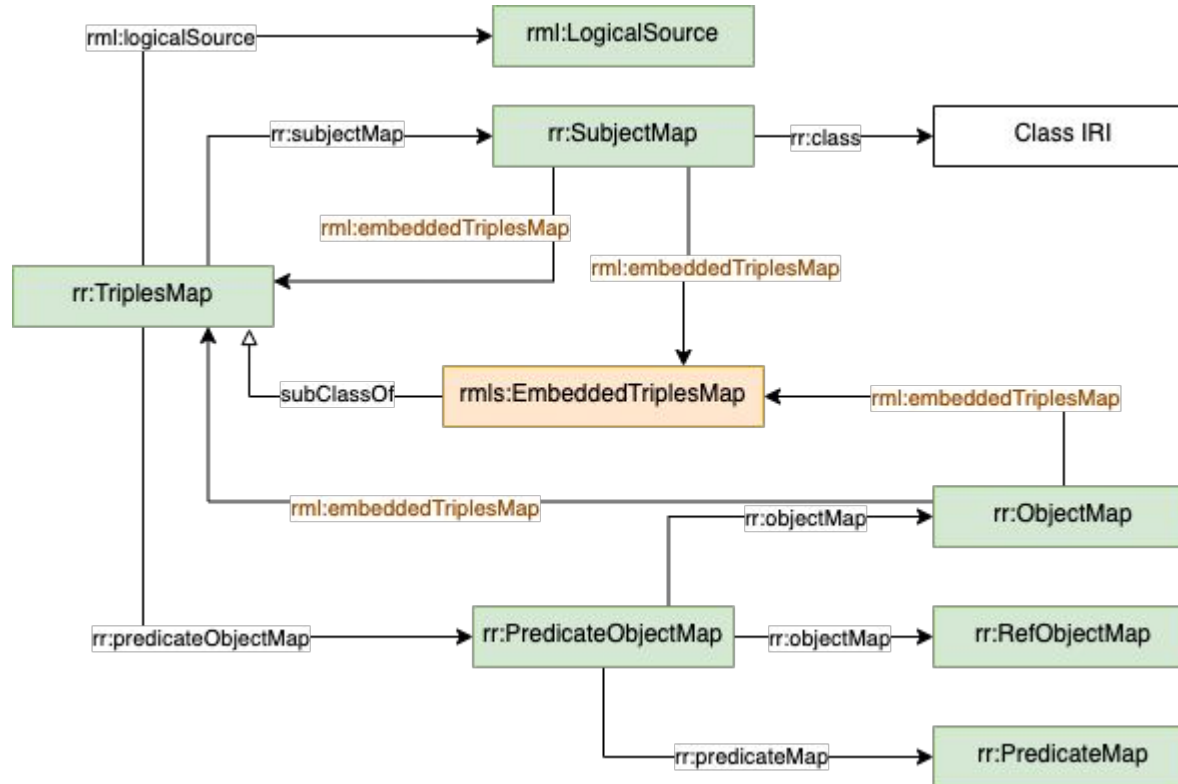 rml:logicalSource
rml:LogicalSource
rr:subjectMap
rr:SubjectMap
rr:class
Class IRI
rml:embeddedTriplesMap
rml:embeddedTriplesMap
rr:TriplesMap
subClassOf
rmls:EmbeddedTriplesMap
rml:embeddedTriplesMap
rml:embeddedTriplesMap
rr:objectMap
rr:ObjectMap
rr:predicateObjectMap
rr:PredicateObjectMap
rr:objectMap
rr:RefObjectMap
rr:predicateMap
rr:PredicateMap